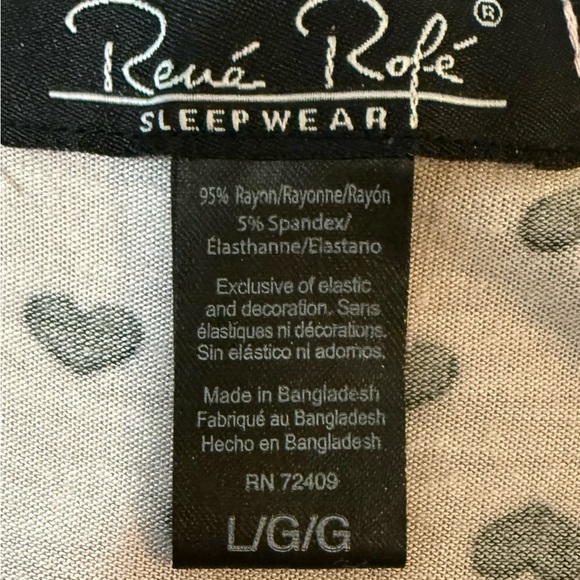 René Rofé®
SLEEPWEAR
95% Rayon/Rayonne/Rayón
5% Spandex/
Élasthanne/Elastano
Exclusive of elastic
and decoration. Sans
élastiques ni décorations.
Sin elástico ni adornos.
Made in Bangladesh
Fabriqué au Bangladesh
Hecho en Bangladesh
RN 72409
L/G/G